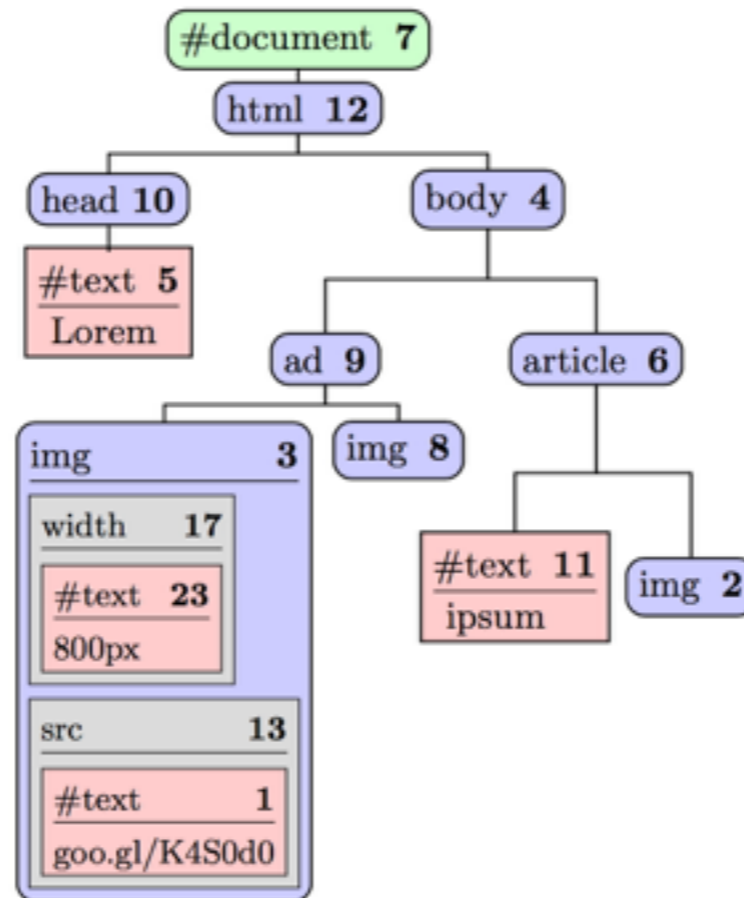 #document 7
html 12
head 10
body 4
#text 5
Lorem
ad 9
article 6
img 3
img 8
width 17
#text 23
800px
src 13
#text 1
goo.gl/K4S0d0
#text 11
ipsum
img 2